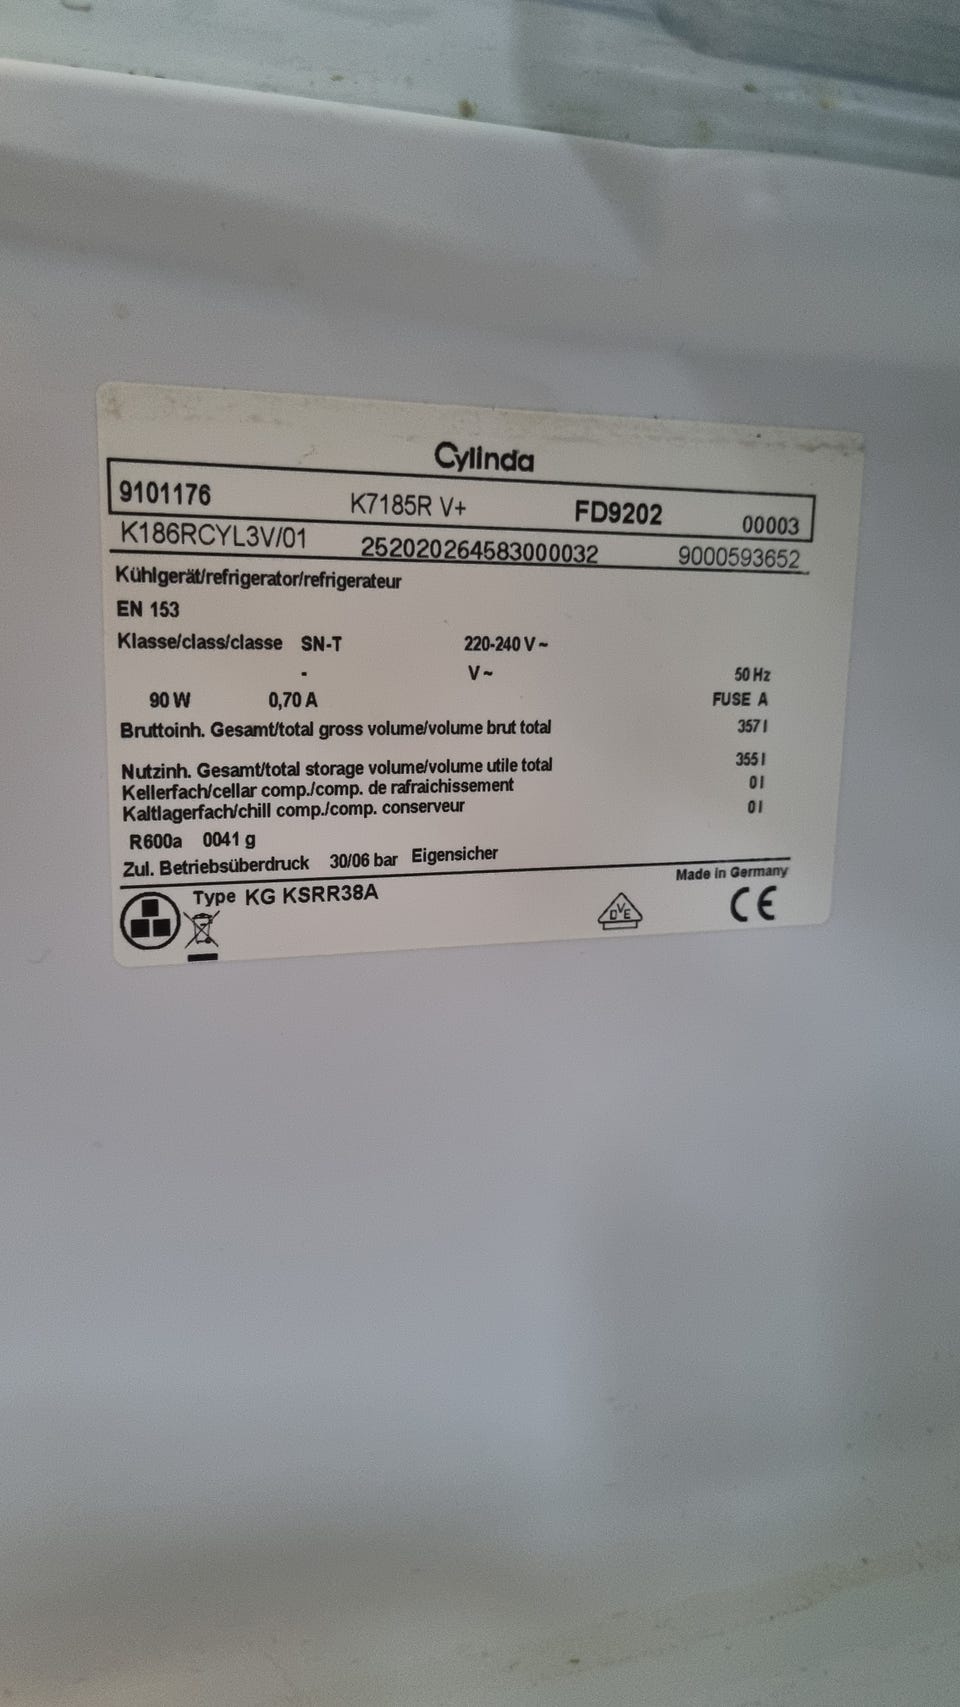 Cylinda
9101176 K7185R V+ FD9202 00003
K186RCYL3V/01 252020264583000032 9000593652
Kühlgerät/refrigerator/refrigerateur
EN 153
Klasse/class/classe SN-T 220-240 V ~
- V ~ 50 Hz
90 W 0,70 A FUSE A
Bruttoinh. Gesamt/total gross volume/volume brut total 357 l
Nutzinh. Gesamt/total storage volume/volume utile total 355 l
Kellerfach/cellar comp./comp. de rafraichissement 0 l
Kaltlagerfach/chill comp./comp. conserveur 0 l
R600a 0041 g
Zul. Betriebsüberdruck 30/06 bar Eigensicher
Made in Germany
Type KG KSRR38A
DVE CE